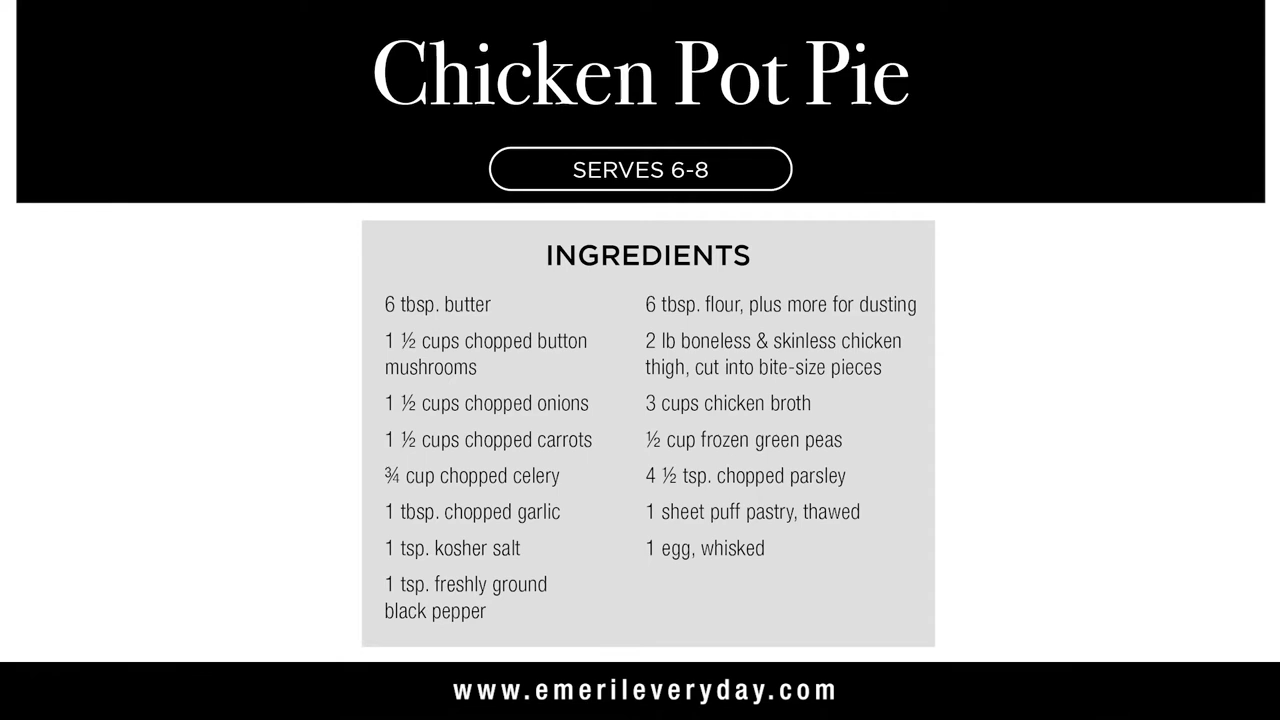 Chicken Pot Pie
SERVES 6-8
INGREDIENTS
6 tbsp. butter
1 ½ cups chopped button
mushrooms
1 ½ cups chopped onions
1 ½ cups chopped carrots
¾ cup chopped celery
1 tbsp. chopped garlic
1 tsp. kosher salt
1 tsp. freshly ground
black pepper
6 tbsp. flour, plus more for dusting
2 lb boneless & skinless chicken
thigh, cut into bite-size pieces
3 cups chicken broth
½ cup frozen green peas
4 ½ tsp. chopped parsley
1 sheet puff pastry, thawed
1 egg, whisked
www.emerileveryday.com